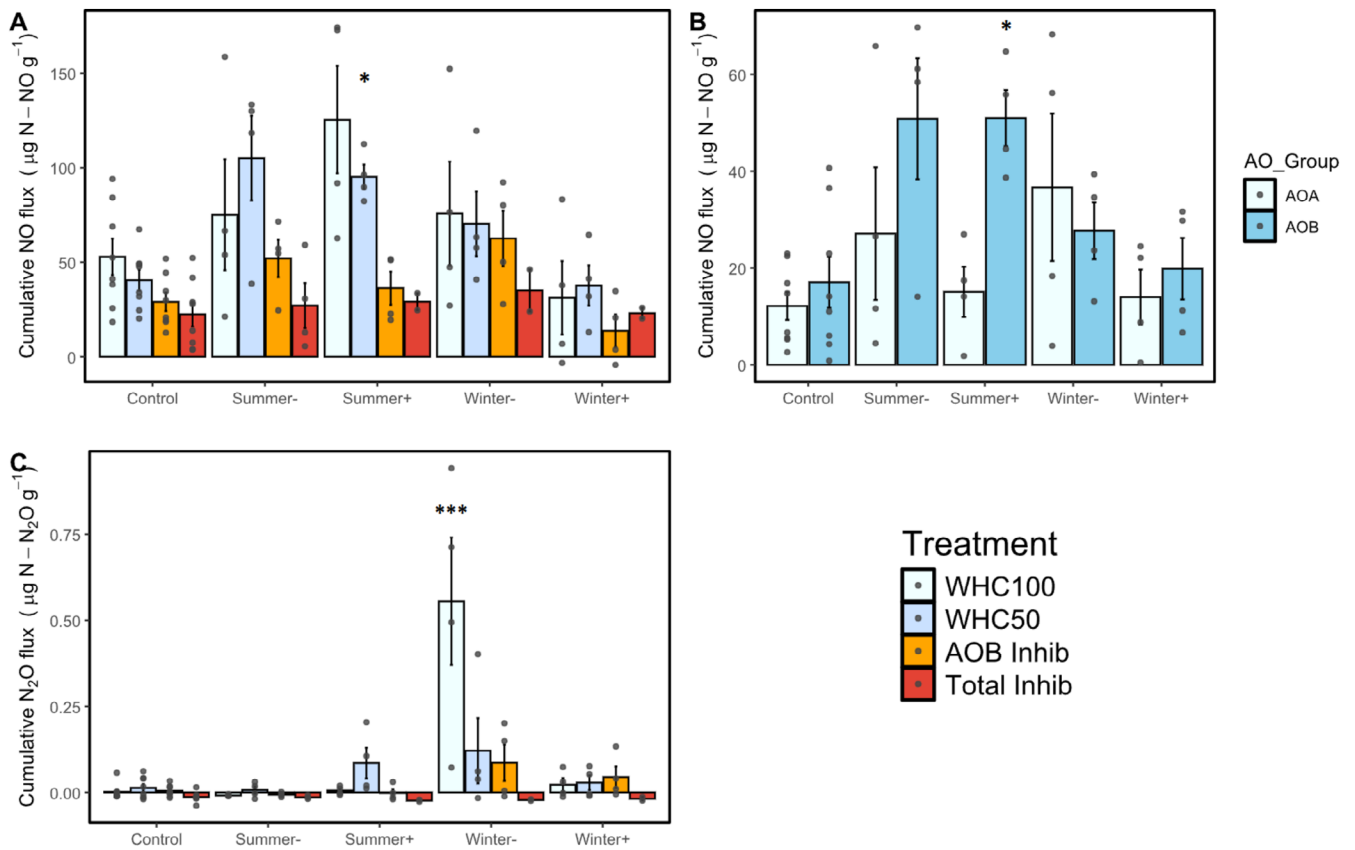 A
Cumulative NO flux ( μg N − NO g⁻¹)
150
100
50
0
*
Control
Summer-
Summer+
Winter-
Winter+
B
Cumulative NO flux ( μg N − NO g⁻¹)
60
40
20
0
*
Control
Summer-
Summer+
Winter-
Winter+
AO_Group
AOA
AOB
C
Cumulative N₂O flux ( μg N − N₂O g⁻¹)
0.75
0.50
0.25
0.00
***
Control
Summer-
Summer+
Winter-
Winter+
Treatment
WHC100
WHC50
AOB Inhib
Total Inhib